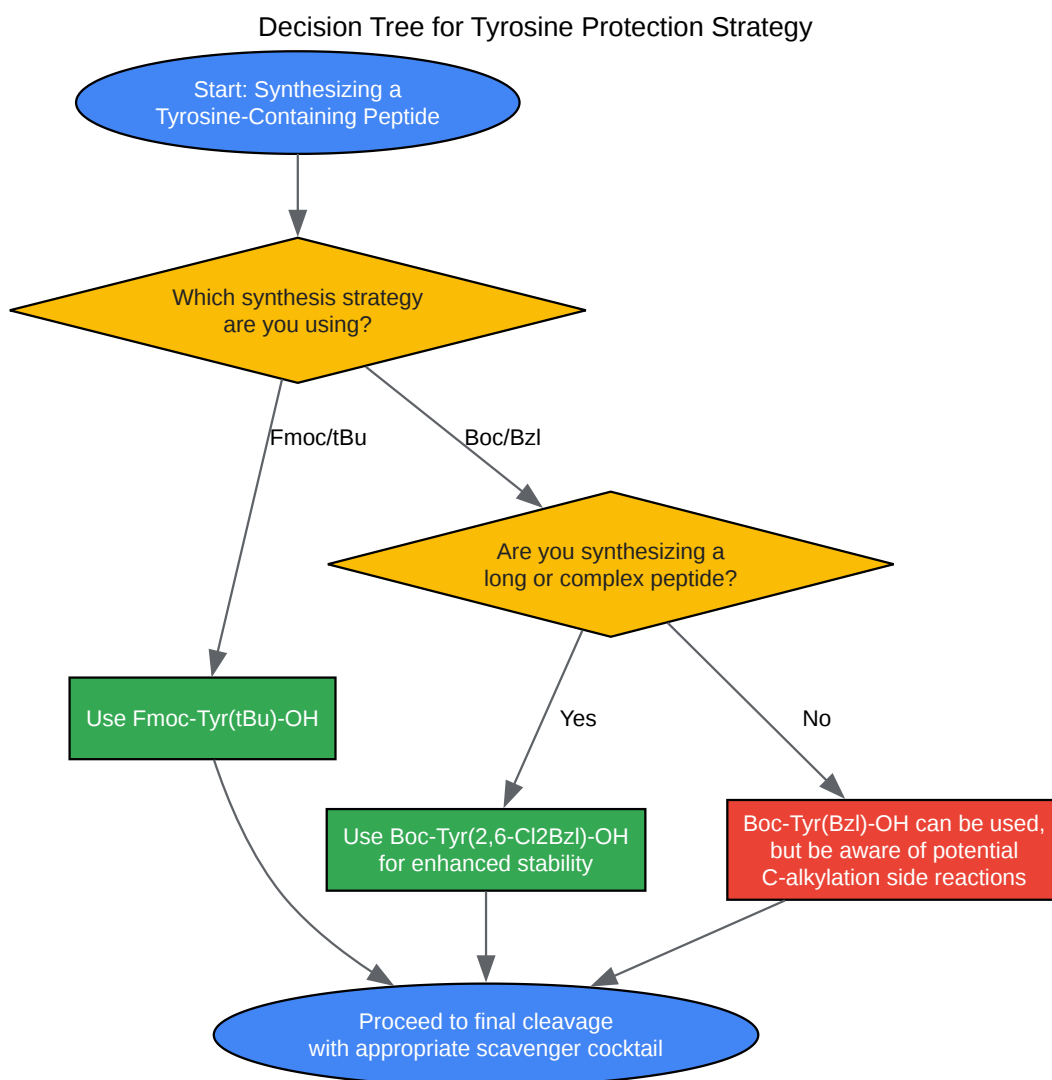 Decision Tree for Tyrosine Protection Strategy
Start: Synthesizing a
Tyrosine-Containing Peptide
Which synthesis strategy
are you using?
Fmoc/tBu
Boc/Bzl
Are you synthesizing a
long or complex peptide?
Use Fmoc-Tyr(tBu)-OH
Yes
No
Use Boc-Tyr(2,6-Cl2Bzl)-OH
for enhanced stability
Boc-Tyr(Bzl)-OH can be used,
but be aware of potential
C-alkylation side reactions
Proceed to final cleavage
with appropriate scavenger cocktail